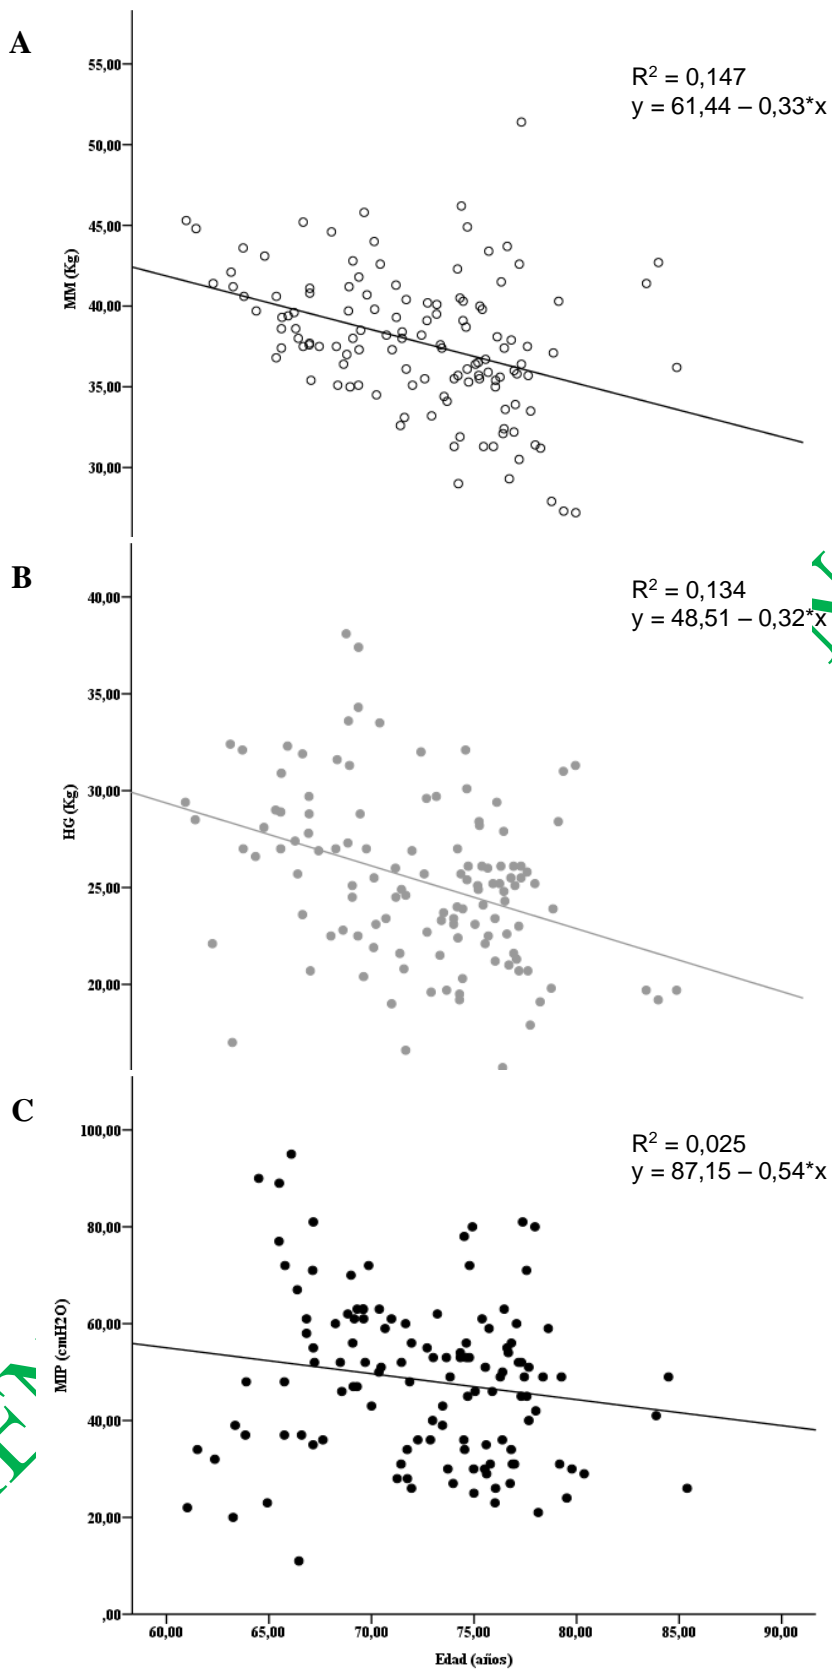 A
R² = 0,147
y = 61,44 – 0,33*x
55,00
50,00
45,00
40,00
35,00
30,00
MM (Kg)
B
R² = 0,134
y = 48,51 – 0,32*x
40,00
35,00
30,00
25,00
20,00
HG (Kg)
C
R² = 0,025
y = 87,15 – 0,54*x
100,00
80,00
60,00
40,00
20,00
,00
MIP (cmH2O)
60,00 65,00 70,00 75,00 80,00 85,00 90,00
Edad (años)